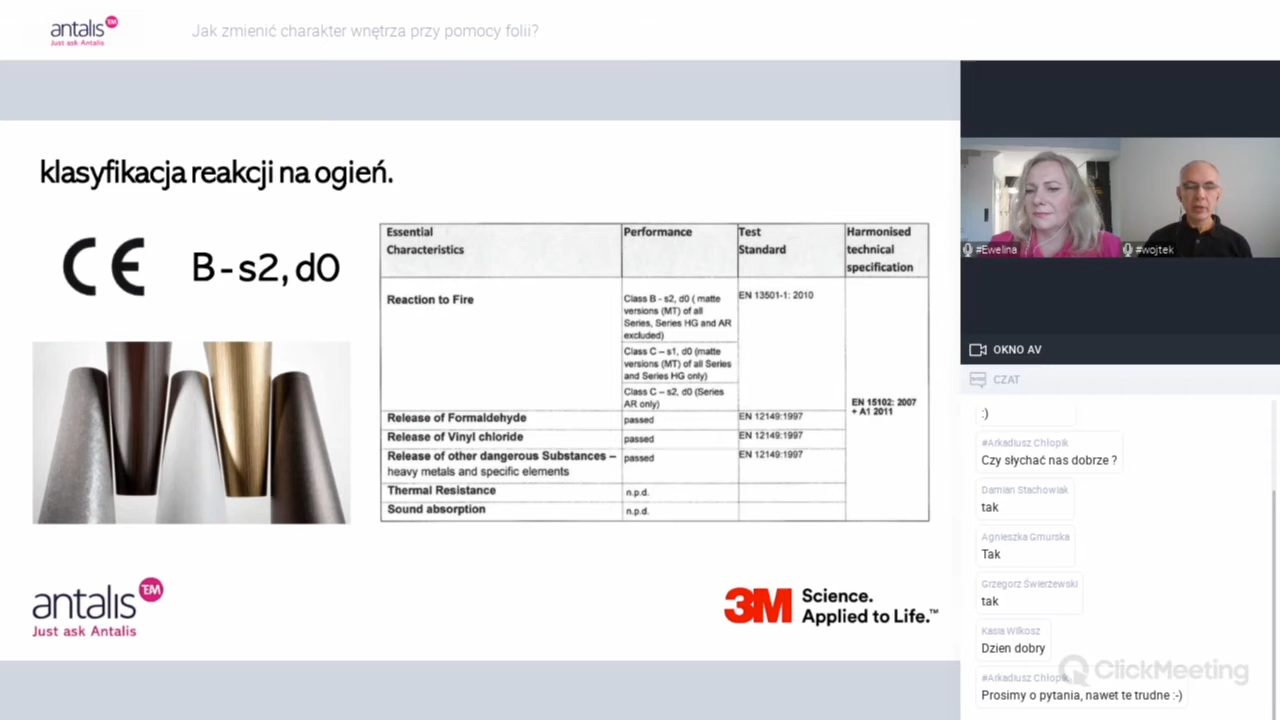 antalis TM
Just ask Antalis
Jak zmienić charakter wnętrza przy pomocy folii?
klasyfikacja reakcji na ogień.
CE
B - s2, d0
Essential
Characteristics
Performance
Test
Standard
Harmonised
technical
specification
Reaction to Fire
Class B - s2, d0 ( matte
versions (MT) of all
Series, Series HG and AR
excluded)
EN 13501-1: 2010
Class C – s1, d0 (matte
versions (MT) of all Series
and Series HG only)
Class C – s2, d0 (Series
AR only)
EN 15102: 2007
+ A1 2011
Release of Formaldehyde
passed
EN 12149:1997
Release of Vinyl chloride
passed
EN 12149:1997
Release of other dangerous Substances –
heavy metals and specific elements
passed
EN 12149:1997
Thermal Resistance
n.p.d.
Sound absorption
n.p.d.
antalis TM
Just ask Antalis
3M Science.
Applied to Life.™
#Ewelina
#wojtek
OKNO AV
CZAT
:)
#Arkadiusz Chłopik
Czy słychać nas dobrze ?
Damian Stachowiak
tak
Agnieszka Gmurska
Tak
Grzegorz Świerżewski
tak
Kasia Wilkosz
Dzien dobry
#Arkadiusz Chłopik
Prosimy o pytania, nawet te trudne :-)
ClickMeeting